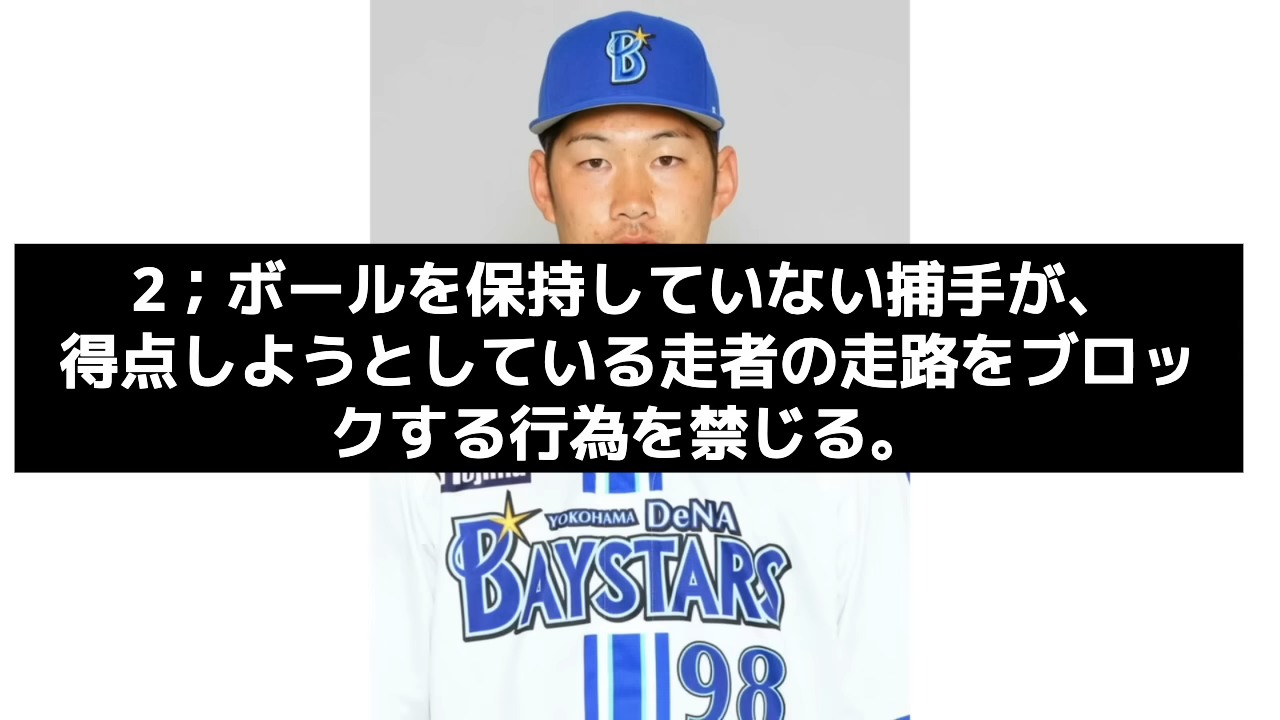 B
2；ボールを保持していない捕手が、
得点しようとしている走者の走路をブロッ
クする行為を禁じる。
YOKOHAMA DeNA
BAYSTARS
98